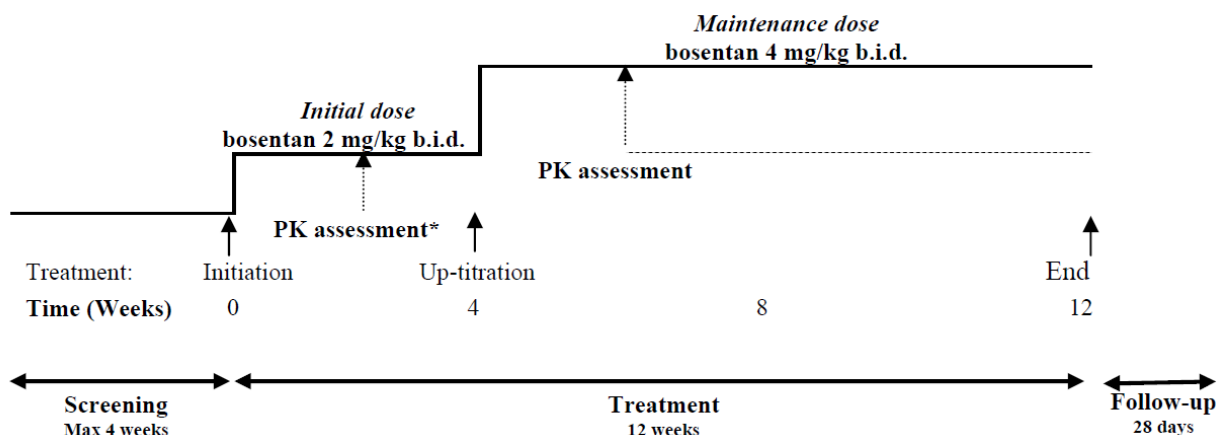 Maintenance dose
bosentan 4 mg/kg b.i.d.
Initial dose
bosentan 2 mg/kg b.i.d.
PK assessment
PK assessment*
Treatment: Initiation Up-titration End
Time (Weeks) 0 4 8 12
Screening Treatment Follow-up
Max 4 weeks 12 weeks 28 days